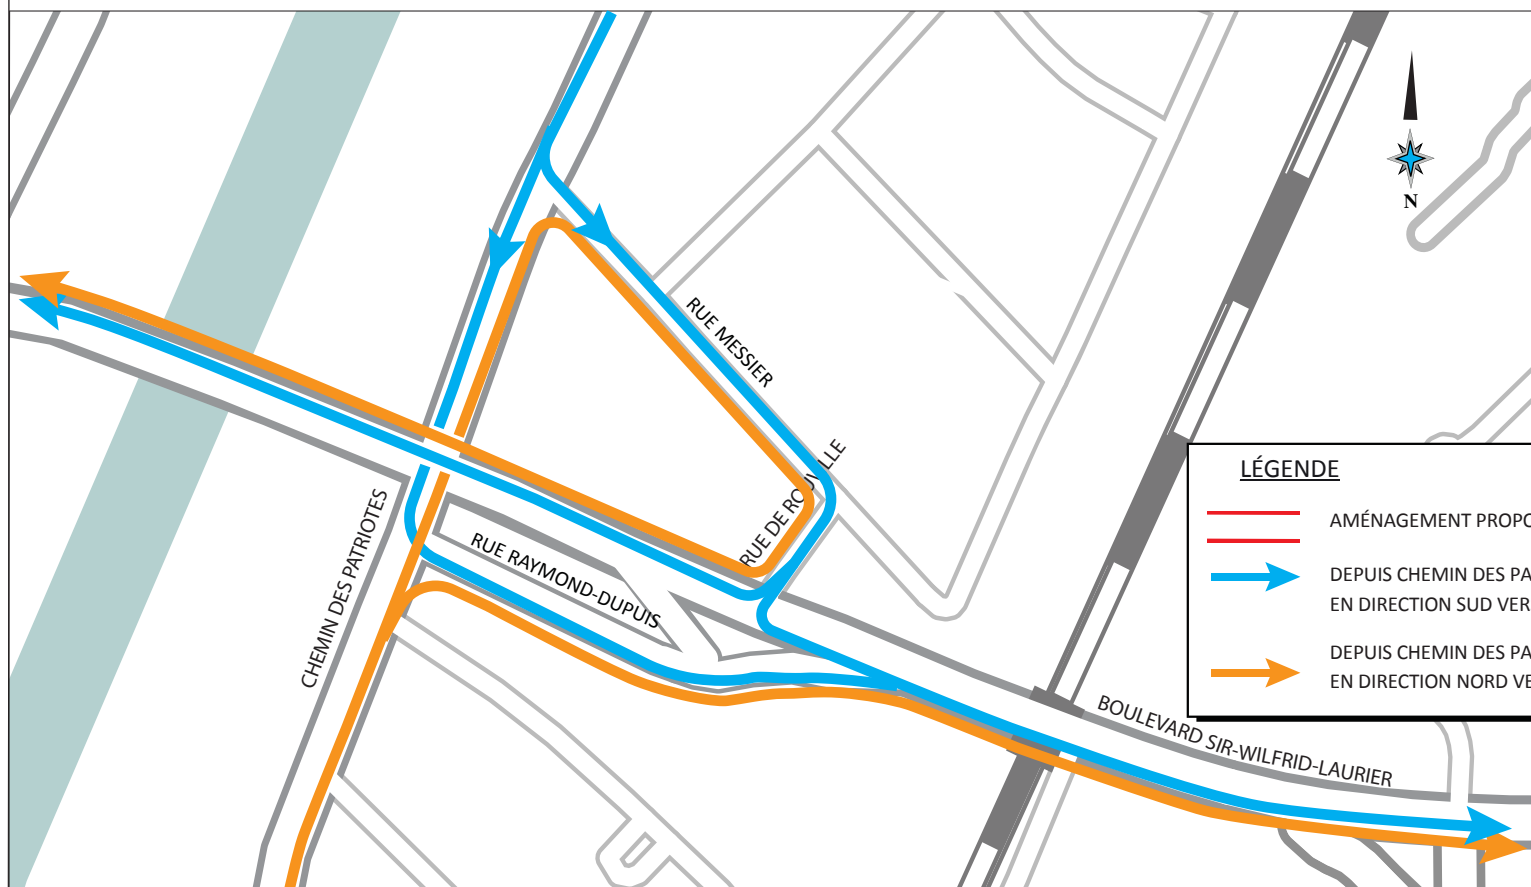 N
RUE MESSIER
RUE DE ROUVILLE
RUE RAYMOND-DUPUIS
CHEMIN DES PATRIOTES
BOULEVARD SIR-WILFRID-LAURIER
LÉGENDE
AMÉNAGEMENT PROPO
DEPUIS CHEMIN DES PA
EN DIRECTION SUD VER
DEPUIS CHEMIN DES PA
EN DIRECTION NORD VE